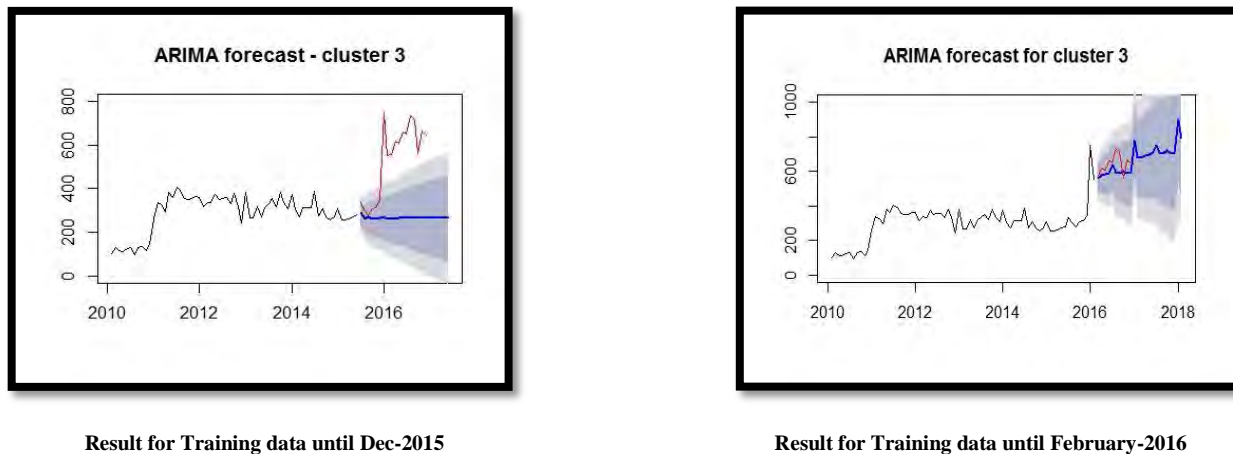 ARIMA forecast - cluster 3
800
600
400
200
0
2010 2012 2014 2016
Result for Training data until Dec-2015
ARIMA forecast for cluster 3
1000
600
200
0
2010 2012 2014 2016 2018
Result for Training data until February-2016